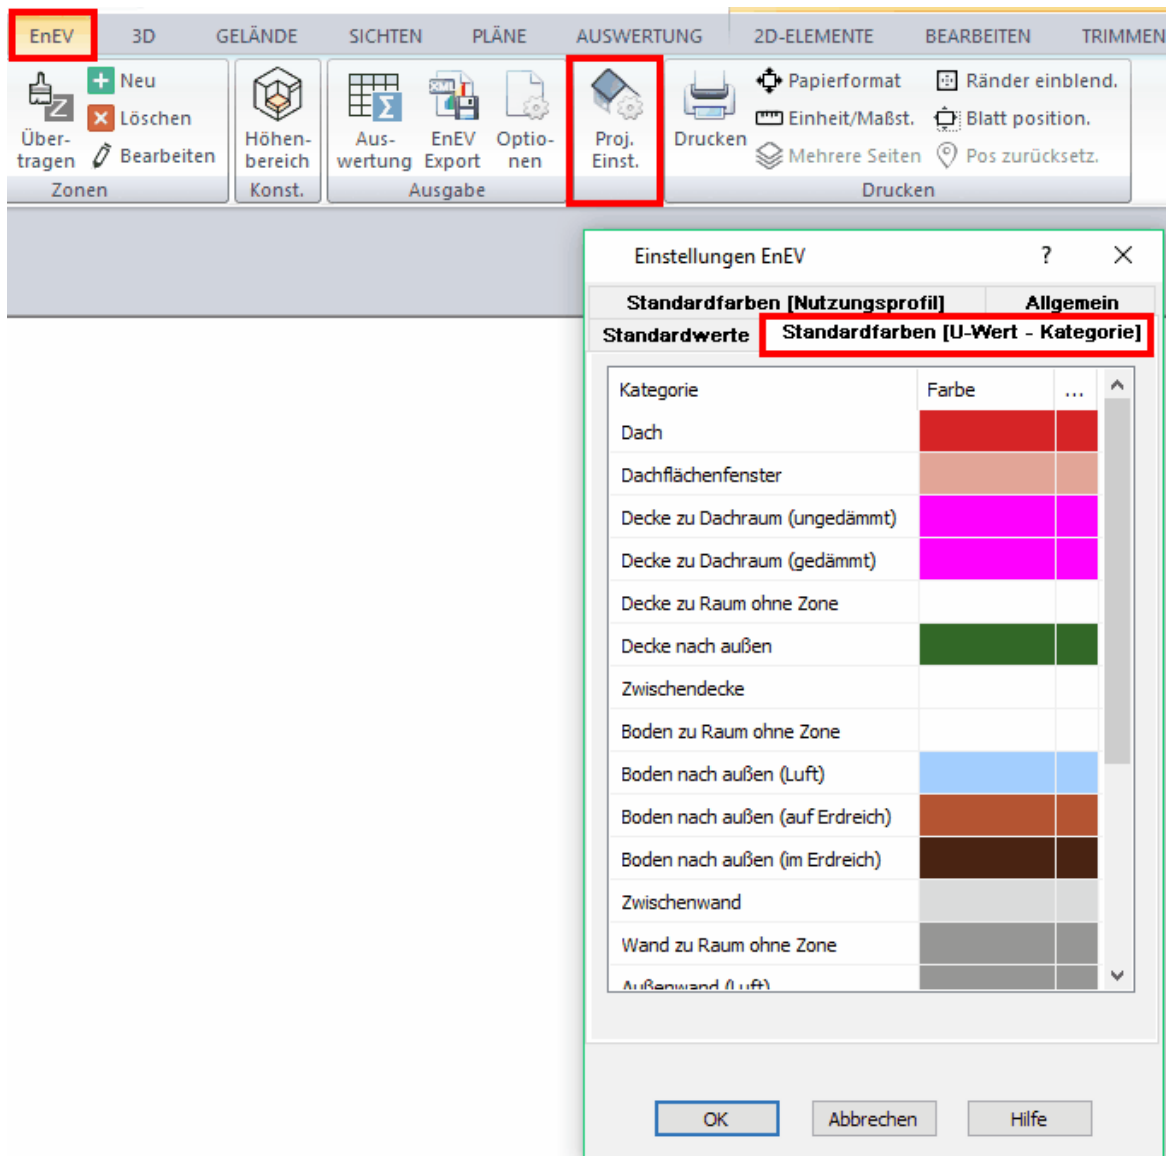 EnEV 3D GELÄNDE SICHTEN PLÄNE AUSWERTUNG 2D-ELEMENTE BEARBEITEN TRIMMEN
Über-
tragen
Neu
Löschen
Bearbeiten
Zonen
Höhen-
bereich
Konst.
Aus-
wertung
EnEV
Export
Optio-
nen
Ausgabe
Proj.
Einst.
Drucken
Papierformat
Einheit/Maßst.
Mehrere Seiten
Ränder einblend.
Blatt position.
Pos zurücksetz.
Drucken
Einstellungen EnEV ?
Standardfarben [Nutzungsprofil] Allgemein
Standardwerte Standardfarben [U-Wert - Kategorie]
Kategorie Farbe ...
Dach
Dachflächenfenster
Decke zu Dachraum (ungedämmt)
Decke zu Dachraum (gedämmt)
Decke zu Raum ohne Zone
Decke nach außen
Zwischendecke
Boden zu Raum ohne Zone
Boden nach außen (Luft)
Boden nach außen (auf Erdreich)
Boden nach außen (im Erdreich)
Zwischenwand
Wand zu Raum ohne Zone
Außenwand (Luft)
OK Abbrechen Hilfe